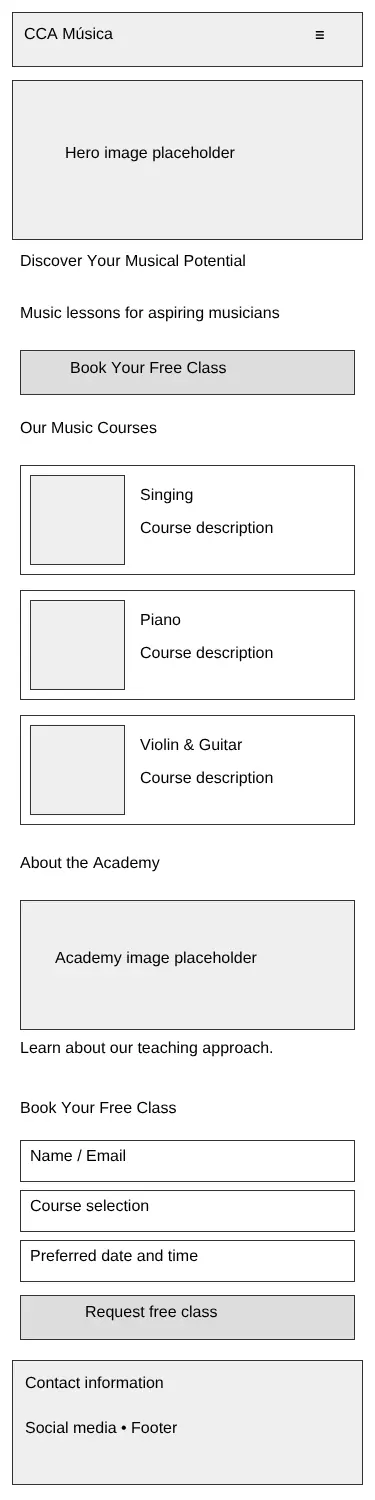 CCA Música ≡
Hero image placeholder
Discover Your Musical Potential
Music lessons for aspiring musicians
Book Your Free Class
Our Music Courses
Singing
Course description
Piano
Course description
Violin & Guitar
Course description
About the Academy
Academy image placeholder
Learn about our teaching approach.
Book Your Free Class
Name / Email
Course selection
Preferred date and time
Request free class
Contact information
Social media • Footer